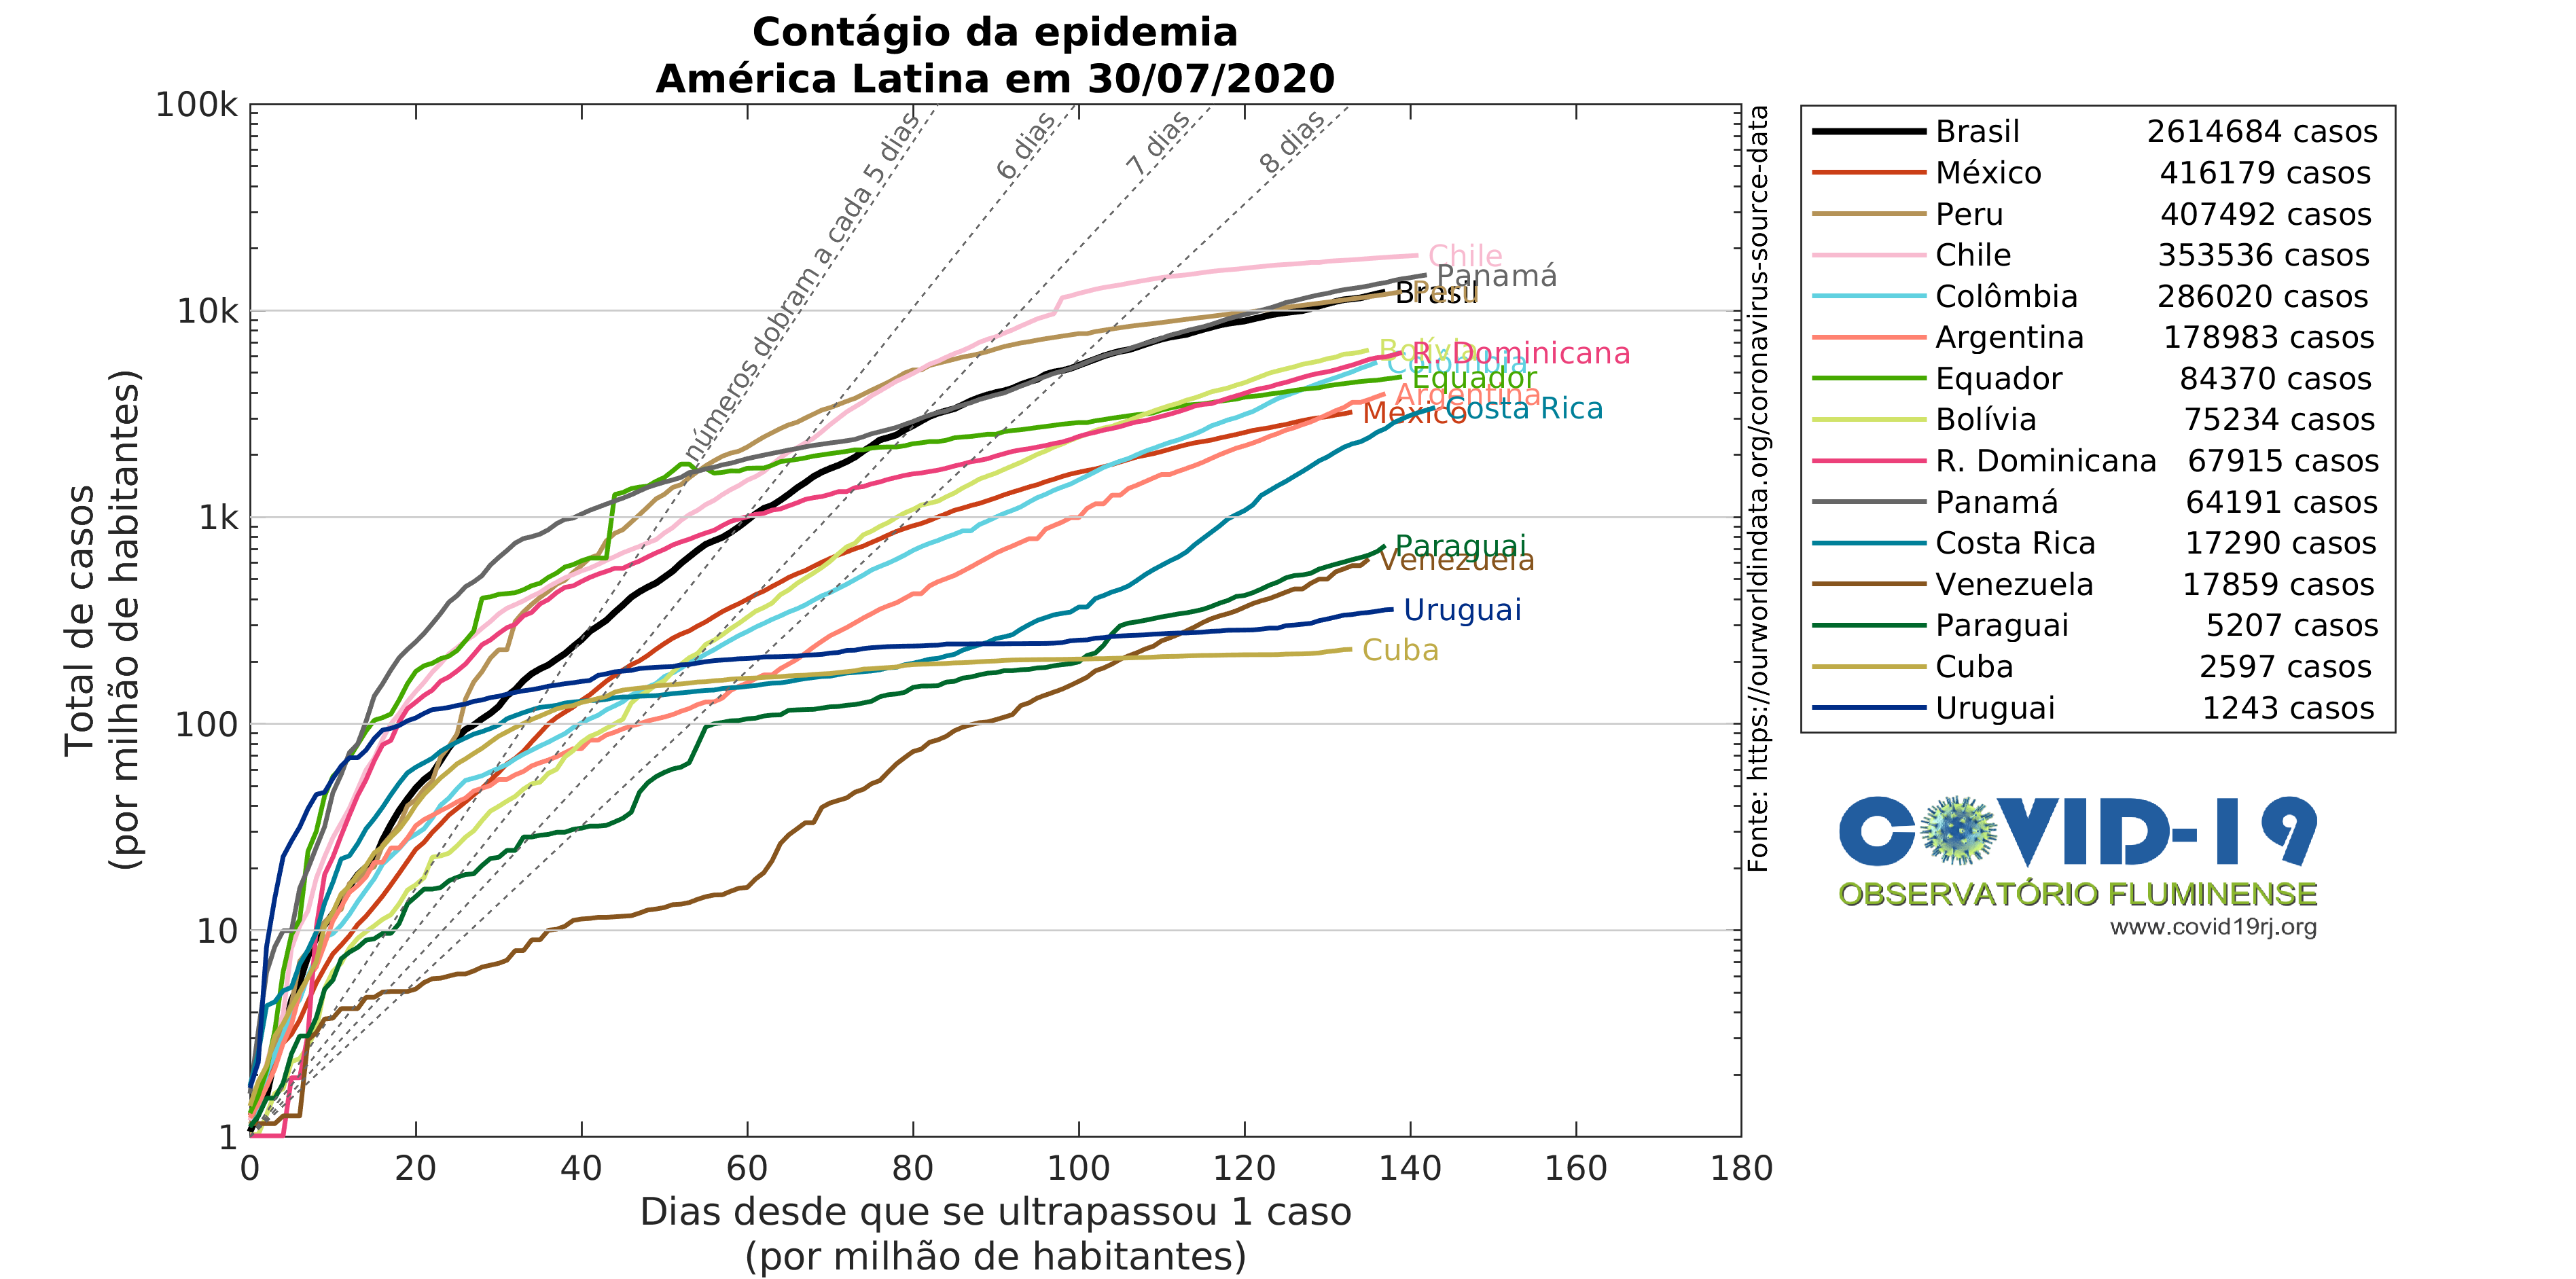 Contágio da epidemia
América Latina em 30/07/2020
Total de casos
(por milhão de habitantes)
100k
10k
1k
100
10
1
0 20 40 60 80 100 120 140 160 180
Dias desde que se ultrapassou 1 caso
(por milhão de habitantes)
números dobram a cada 5 dias
6 dias
7 dias
8 dias
Chile
Panamá
Brasil
Peru
Bolívia
R. Dominicana
Colômbia
Equador
Argentina
México
Costa Rica
Paraguai
Venezuela
Uruguai
Cuba
Fonte: https://ourworldindata.org/coronavirus-source-data
Brasil 2614684 casos
México 416179 casos
Peru 407492 casos
Chile 353536 casos
Colômbia 286020 casos
Argentina 178983 casos
Equador 84370 casos
Bolívia 75234 casos
R. Dominicana 67915 casos
Panamá 64191 casos
Costa Rica 17290 casos
Venezuela 17859 casos
Paraguai 5207 casos
Cuba 2597 casos
Uruguai 1243 casos
COVID-19
OBSERVATÓRIO FLUMINENSE
www.covid19rj.org